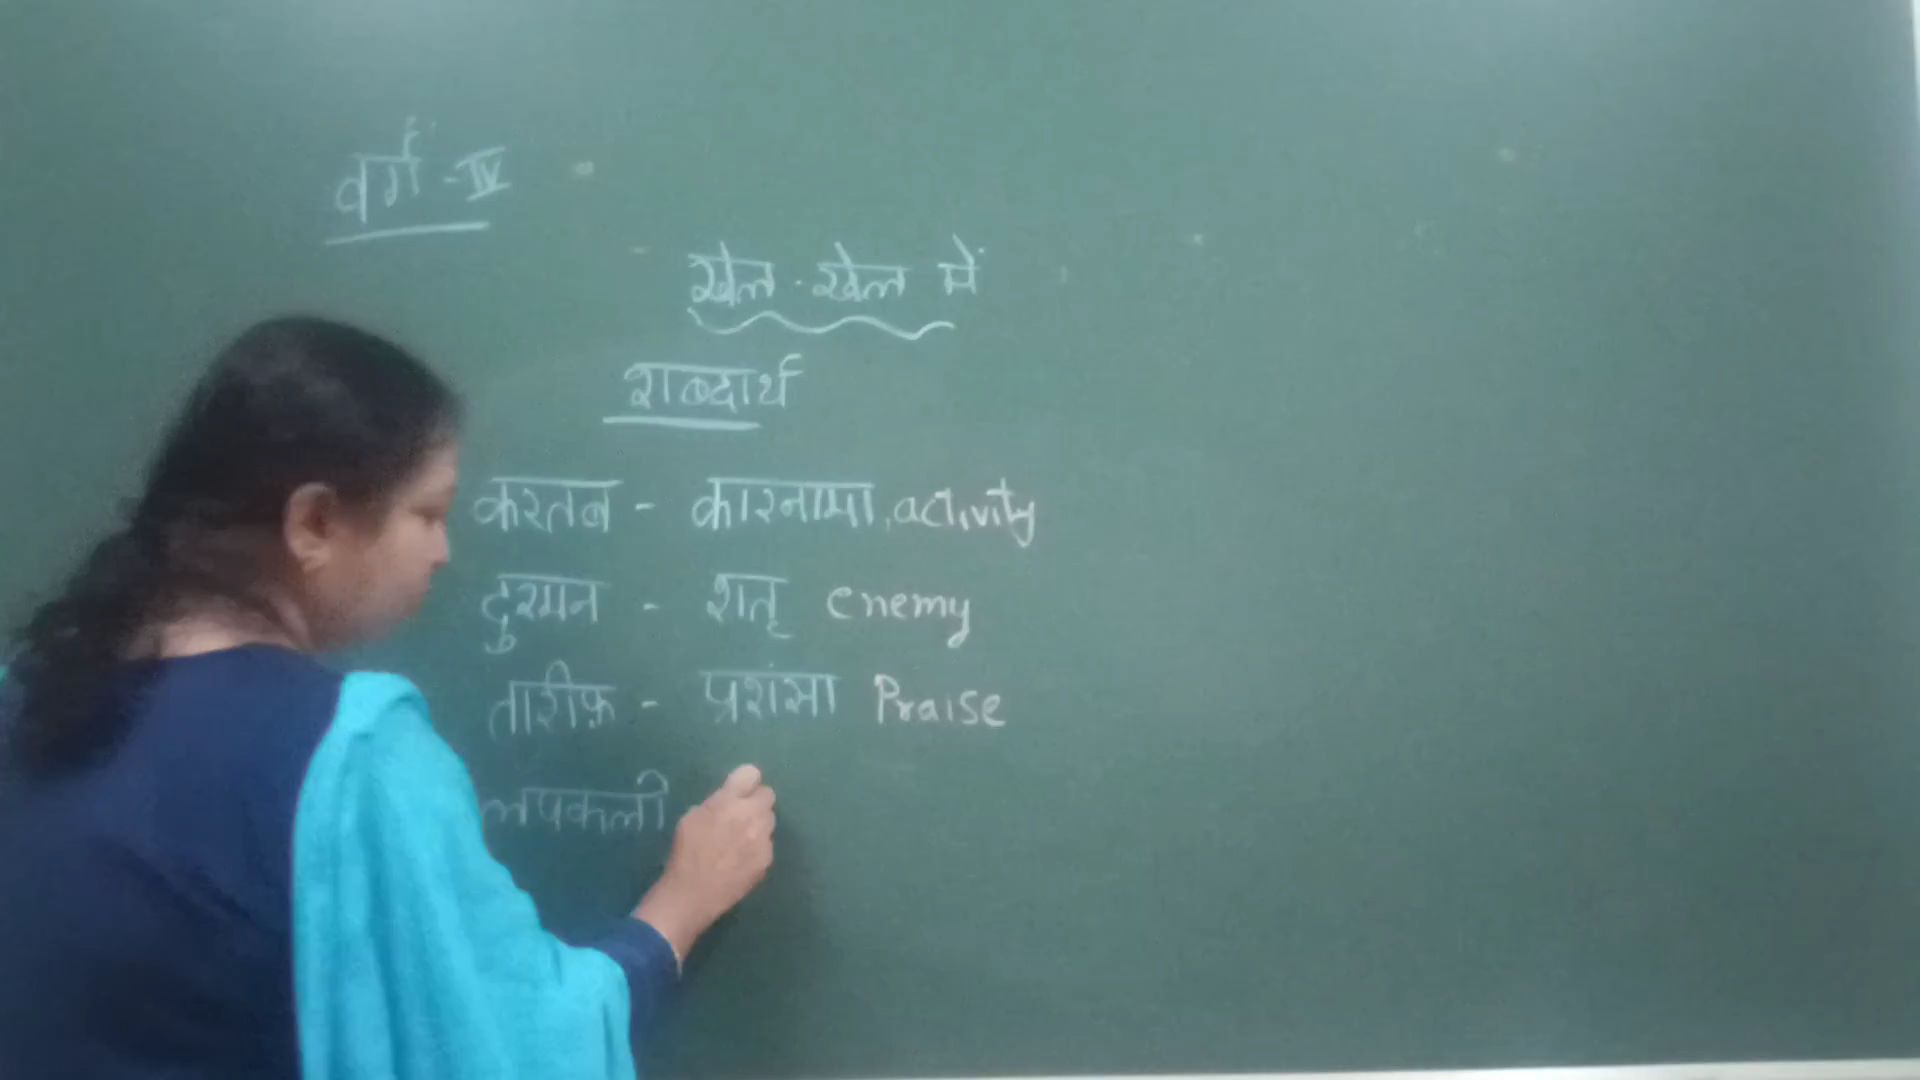 वर्ग -IV
खेल - खेल में
शब्दार्थ
करतब - कारनामा, activity
दुश्मन - शतृ enemy
तारीफ़ - प्रशंसा Praise
लपकली